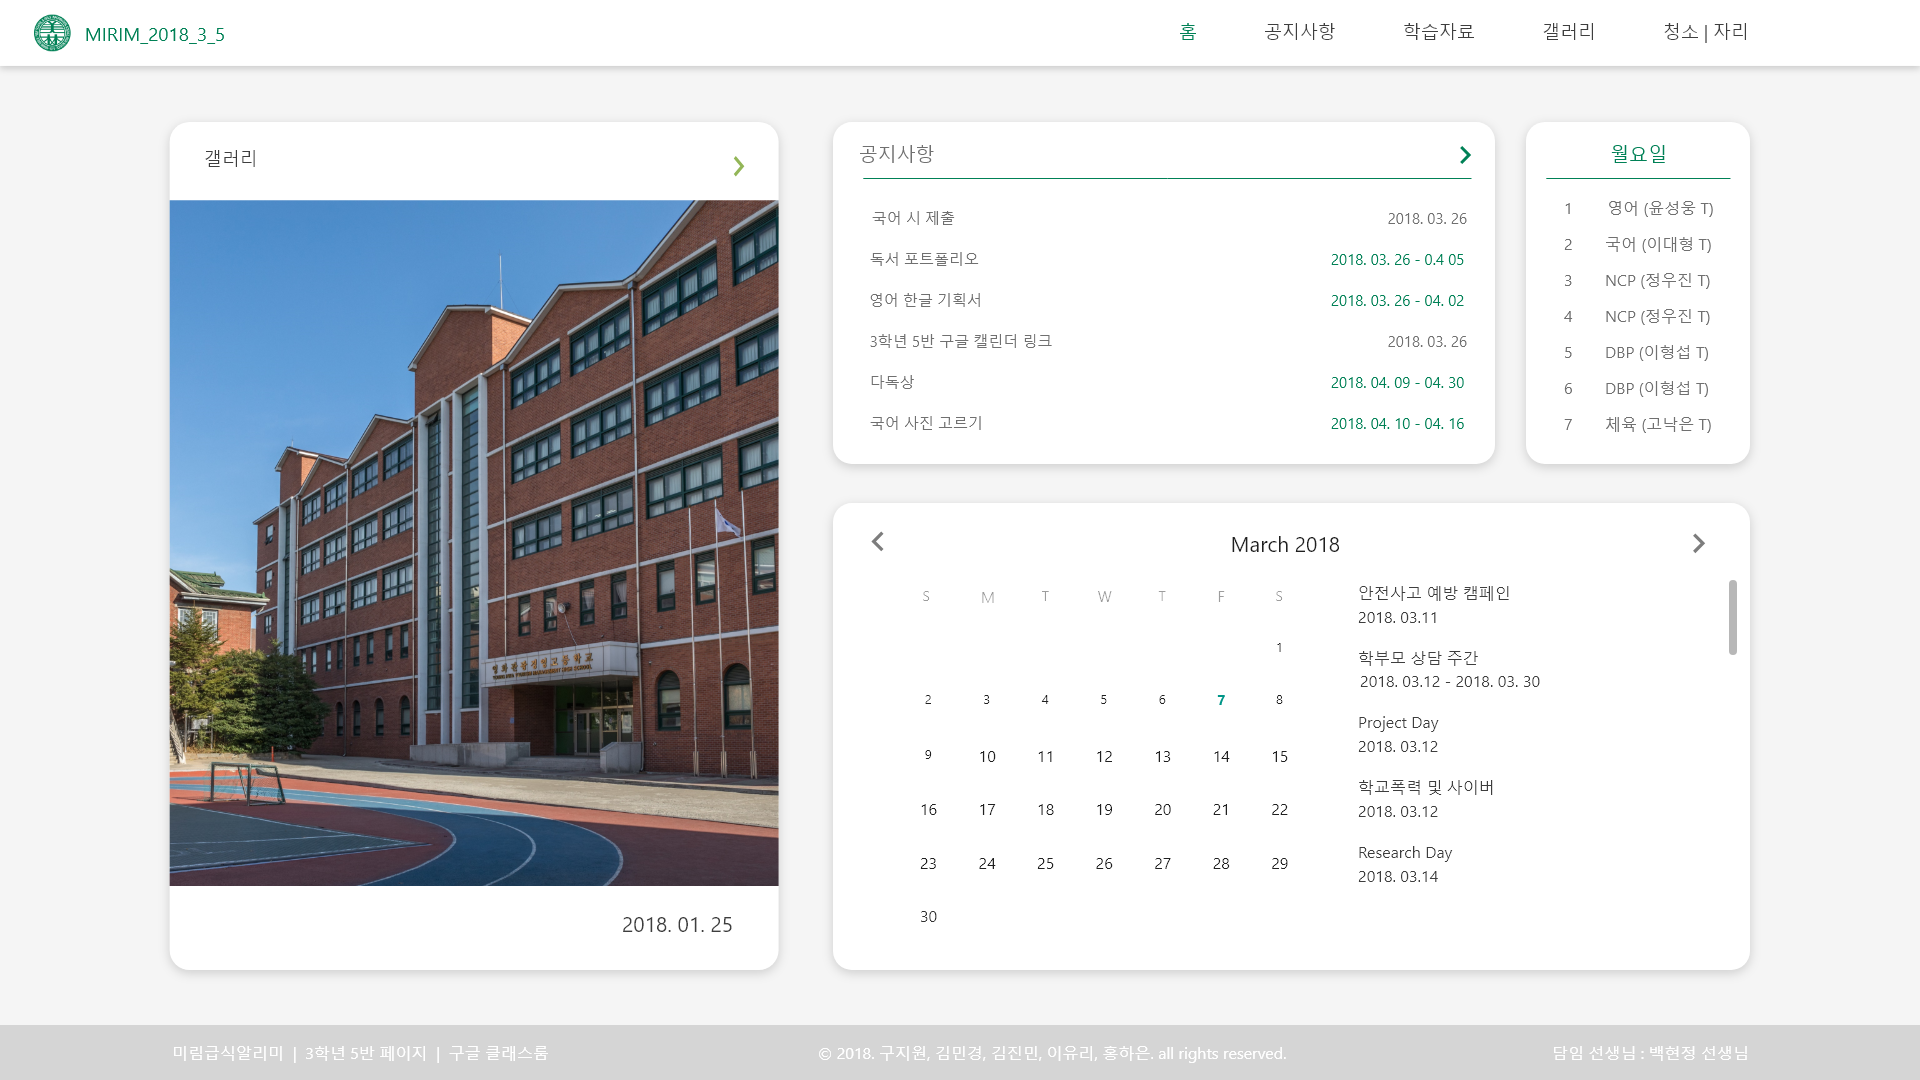 MIRIM_2018_3_5
홈 공지사항 학습자료 갤러리 청소 | 자리
갤러리
2018. 01. 25
공지사항
국어 시 제출 2018. 03. 26
독서 포트폴리오 2018. 03. 26 - 0.4 05
영어 한글 기획서 2018. 03. 26 - 04. 02
3학년 5반 구글 캘린더 링크 2018. 03. 26
다독상 2018. 04. 09 - 04. 30
국어 사진 고르기 2018. 04. 10 - 04. 16
월요일
1 영어 (윤성웅 T)
2 국어 (이대형 T)
3 NCP (정우진 T)
4 NCP (정우진 T)
5 DBP (이형섭 T)
6 DBP (이형섭 T)
7 체육 (고낙은 T)
March 2018
S M T W T F S
1
2 3 4 5 6 7 8
9 10 11 12 13 14 15
16 17 18 19 20 21 22
23 24 25 26 27 28 29
30
안전사고 예방 캠페인
2018. 03.11
학부모 상담 주간
2018. 03.12 - 2018. 03. 30
Project Day
2018. 03.12
학교폭력 및 사이버
2018. 03.12
Research Day
2018. 03.14
미림급식알리미 | 3학년 5반 페이지 | 구글 클래스룸
© 2018. 구지원, 김민경, 김진민, 이유리, 홍하은. all rights reserved.
담임 선생님 : 백현정 선생님